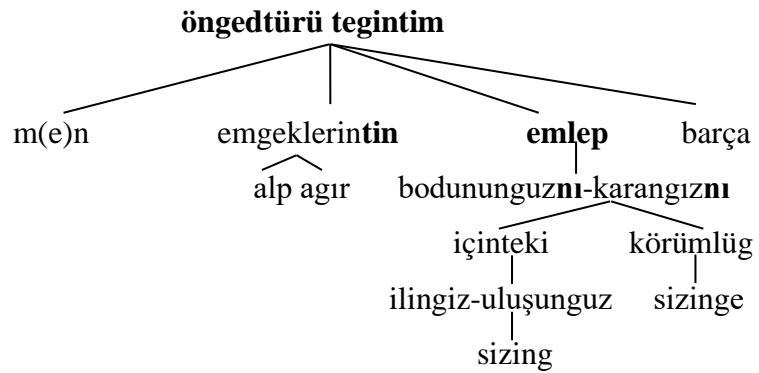 öngedtürü tegintim
m(e)n emgeklerintin emlep barça
alp agır bodununguznı-karangıznı
içinteki körümlüg
ilingiz-uluşunguz sizinge
sizing